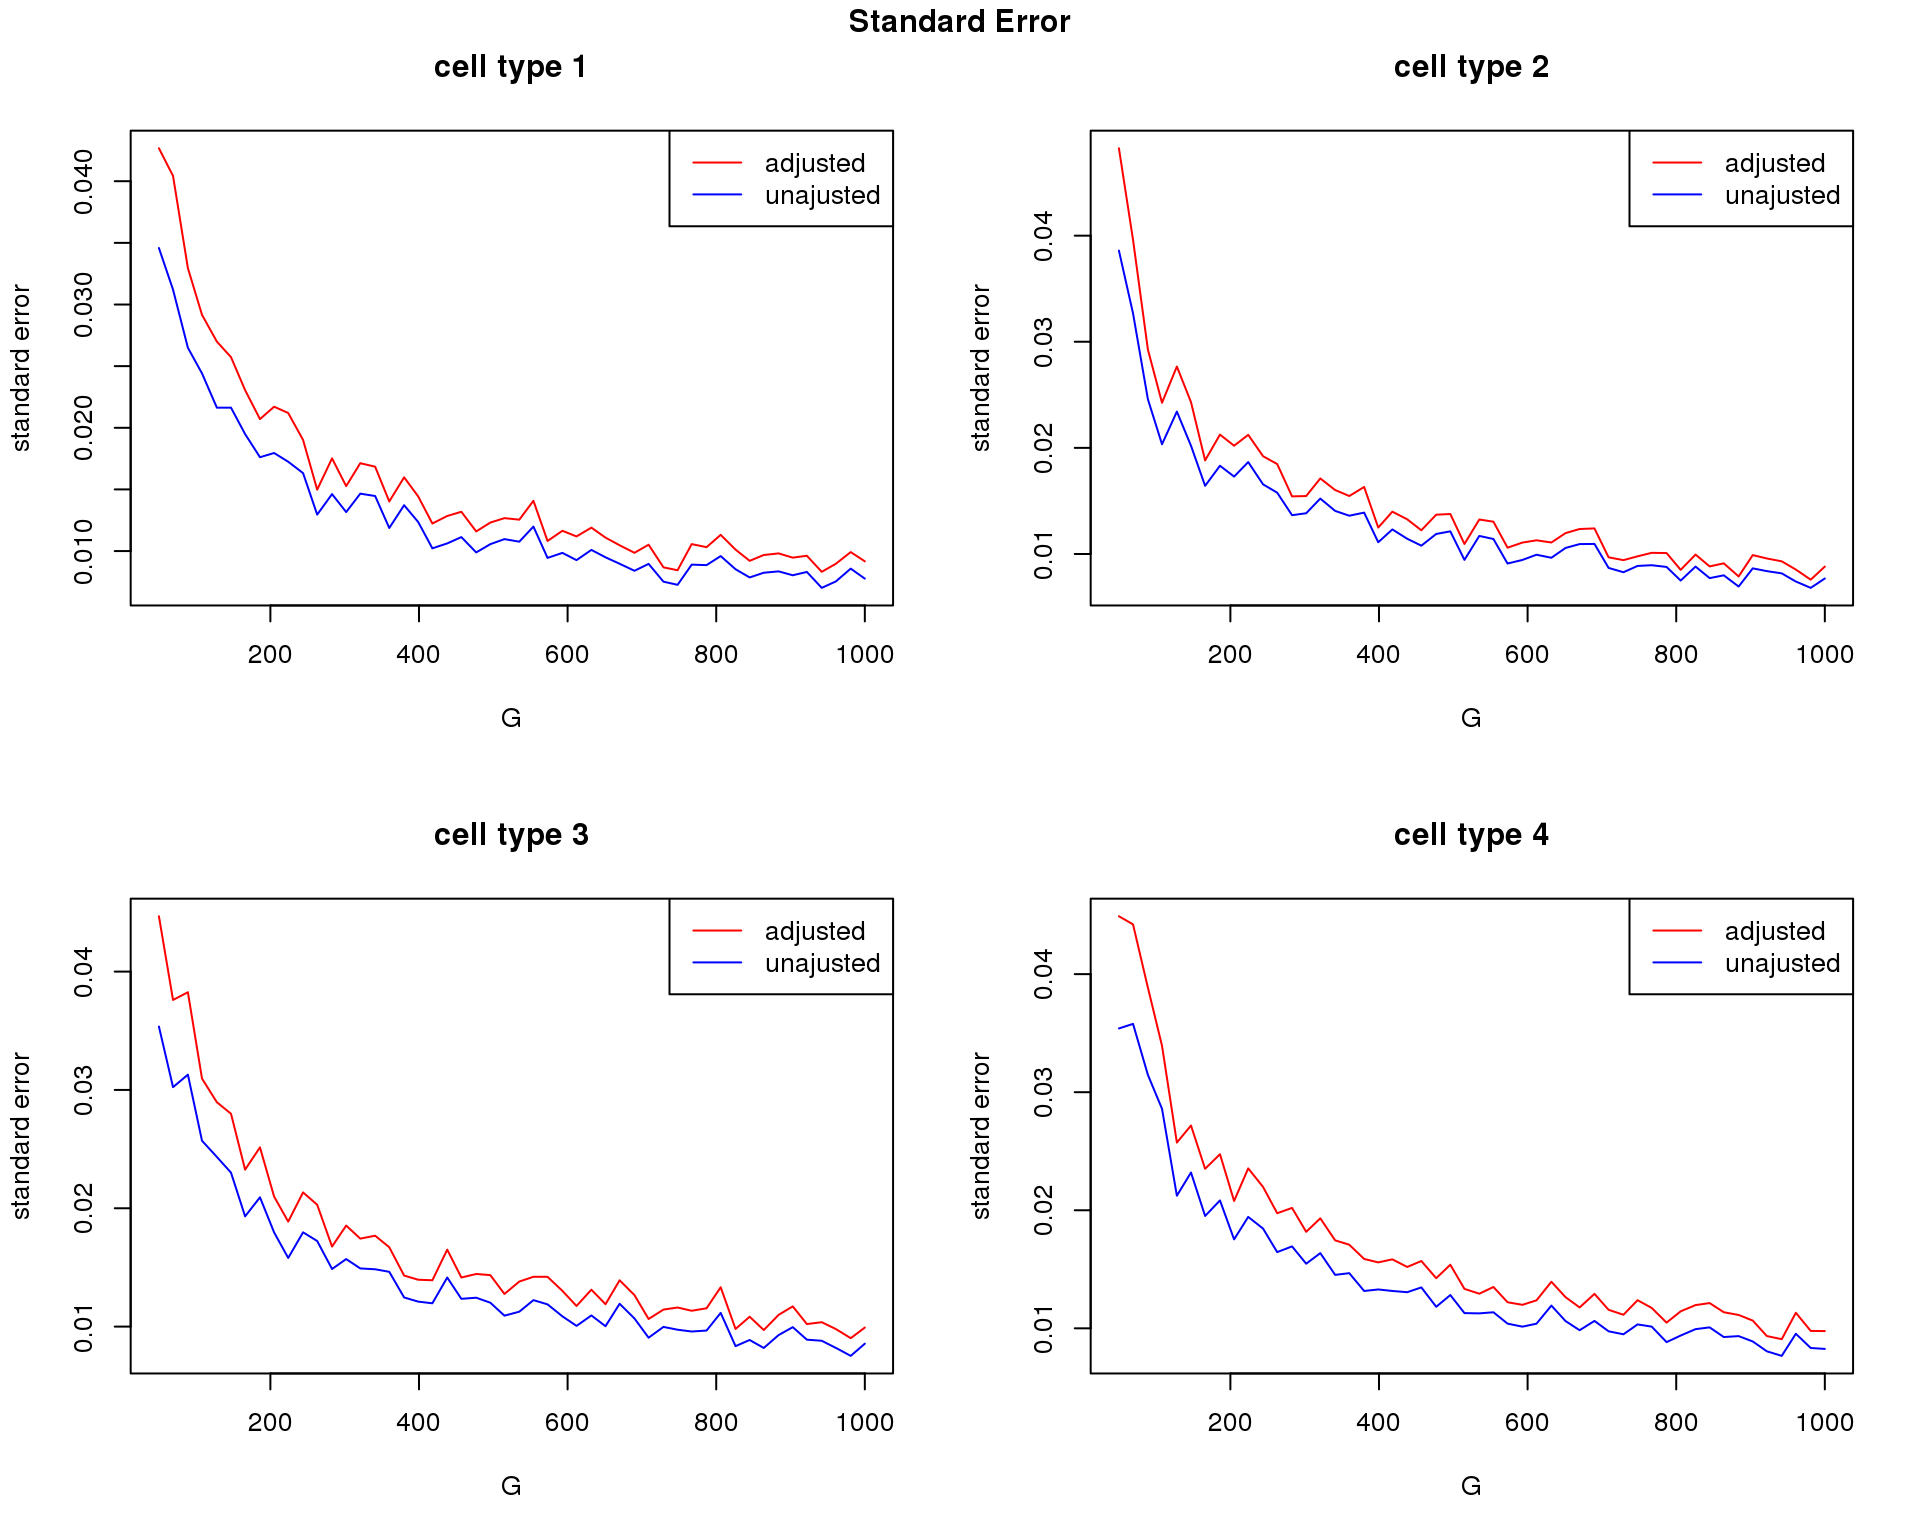 Standard Error
cell type 1
adjusted
unajusted
0.040
0.030
0.020
0.010
standard error
200 400 600 800 1000
G
cell type 2
adjusted
unajusted
0.04
0.03
0.02
0.01
standard error
200 400 600 800 1000
G
cell type 3
adjusted
unajusted
0.04
0.03
0.02
0.01
standard error
200 400 600 800 1000
G
cell type 4
adjusted
unajusted
0.04
0.03
0.02
0.01
standard error
200 400 600 800 1000
G